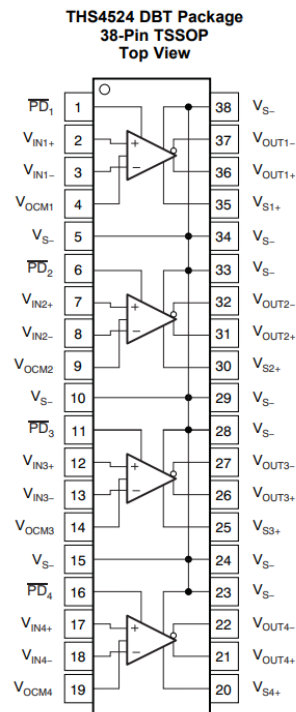 THS4524 DBT Package
38-Pin TSSOP
Top View
PD1 1 38 VS–
VIN1+ 2 + 37 VOUT1–
VIN1– 3 – 36 VOUT1+
VOCM1 4 35 VS1+
VS– 5 34 VS–
PD2 6 33 VS–
VIN2+ 7 + 32 VOUT2–
VIN2– 8 – 31 VOUT2+
VOCM2 9 30 VS2+
VS– 10 29 VS–
PD3 11 28 VS–
VIN3+ 12 + 27 VOUT3–
VIN3– 13 – 26 VOUT3+
VOCM3 14 25 VS3+
VS– 15 24 VS–
PD4 16 23 VS–
VIN4+ 17 + 22 VOUT4–
VIN4– 18 – 21 VOUT4+
VOCM4 19 20 VS4+